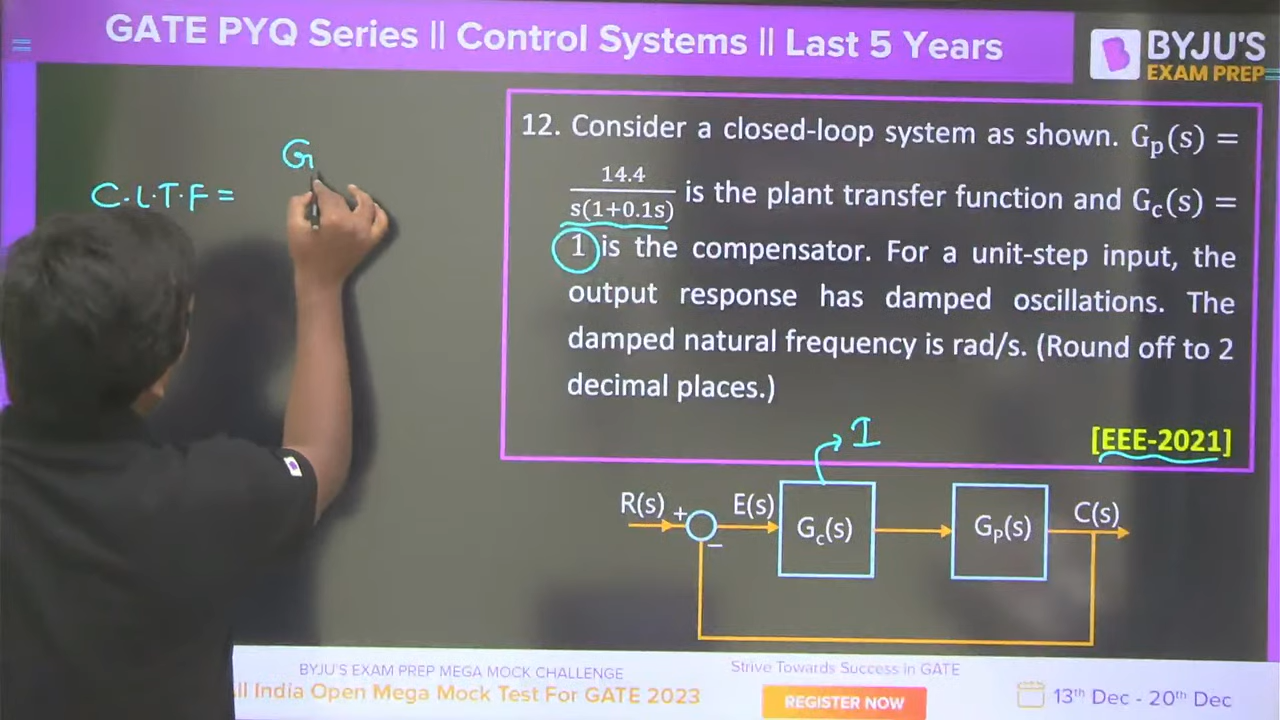 GATE PYQ Series || Control Systems || Last 5 Years
BYJU'S
EXAM PREP
G
C.L.T.F =
12. Consider a closed-loop system as shown. Gp(s) =
14.4
s(1+0.1s) is the plant transfer function and Gc(s) =
1 is the compensator. For a unit-step input, the
output response has damped oscillations. The
damped natural frequency is rad/s. (Round off to 2
decimal places.)
[EEE-2021]
1
R(s) + E(s) Gc(s) GP(s) C(s)
−
BYJU'S EXAM PREP MEGA MOCK CHALLENGE
ll India Open Mega Mock Test For GATE 2023
Strive Towards Success in GATE
REGISTER NOW
13th Dec - 20th Dec